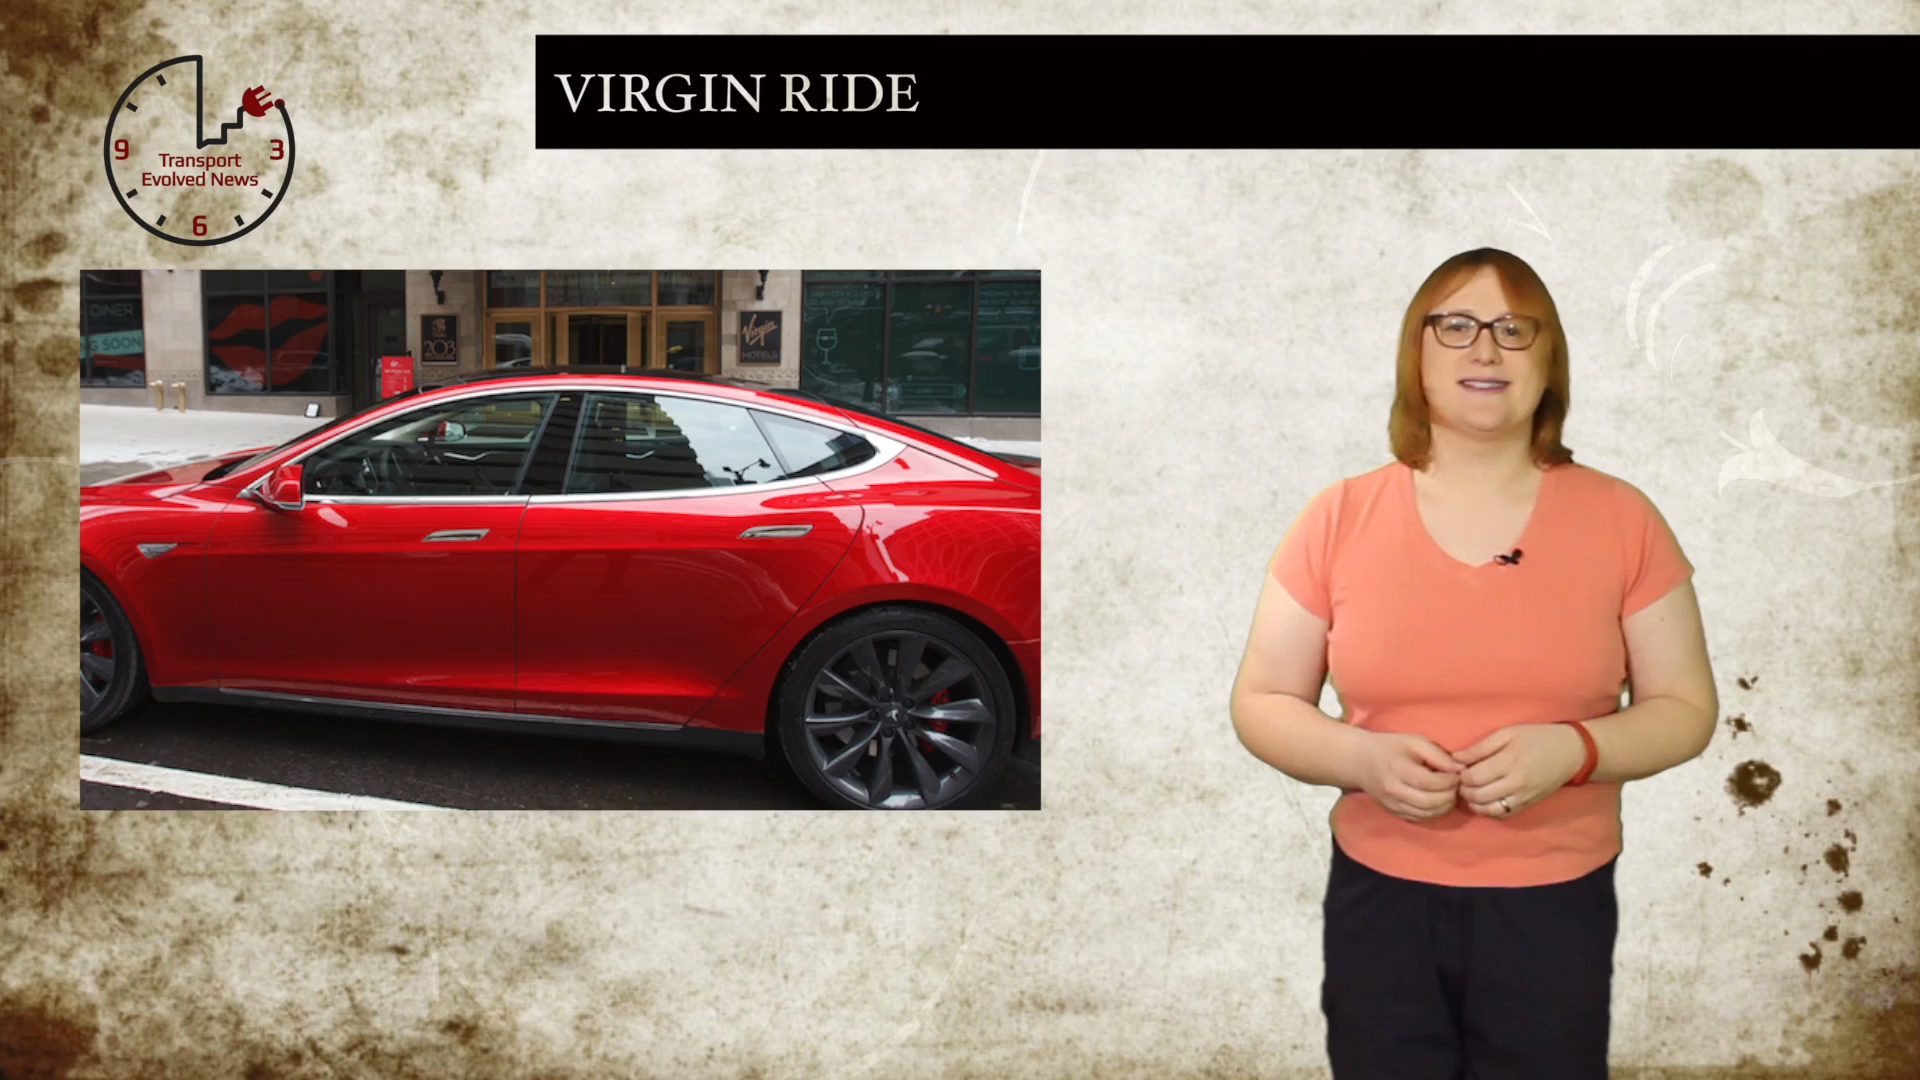 VIRGIN RIDE
9
3
Transport
Evolved News
6
DINER
G SOON
203
Virgin
HOTELS